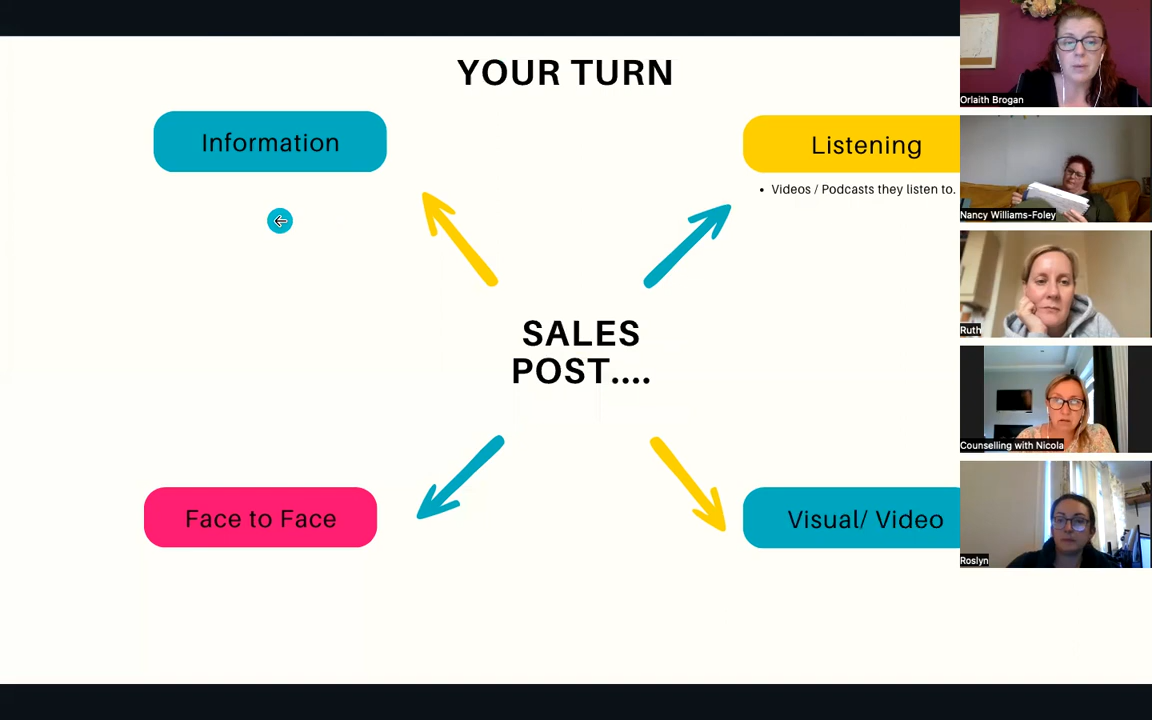 YOUR TURN
Information
Listening
• Videos / Podcasts they listen to.
SALES
POST....
Face to Face
Visual/ Video
Orlaith Brogan
Nancy Williams-Foley
Ruth
Counselling with Nicola
Roslyn